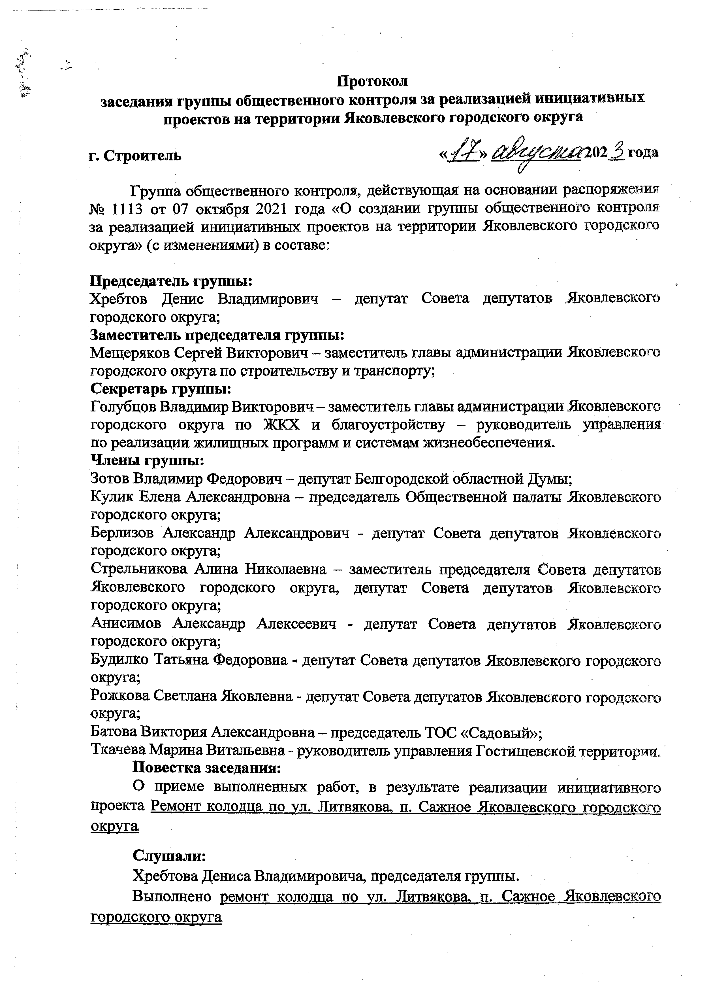 Протокол
заседания группы общественного контроля за реализацией инициативных
проектов на территории Яковлевского городского округа
г. Строитель «17» августа 2023 года
Группа общественного контроля, действующая на основании распоряжения
№ 1113 от 07 октября 2021 года «О создании группы общественного контроля
за реализацией инициативных проектов на территории Яковлевского городского
округа» (с изменениями) в составе:
Председатель группы:
Хребтов Денис Владимирович – депутат Совета депутатов Яковлевского
городского округа;
Заместитель председателя группы:
Мещеряков Сергей Викторович – заместитель главы администрации Яковлевского
городского округа по строительству и транспорту;
Секретарь группы:
Голубцов Владимир Викторович – заместитель главы администрации Яковлевского
городского округа по ЖКХ и благоустройству – руководитель управления
по реализации жилищных программ и системам жизнеобеспечения.
Члены группы:
Зотов Владимир Федорович – депутат Белгородской областной Думы;
Кулик Елена Александровна – председатель Общественной палаты Яковлевского
городского округа;
Берлизов Александр Александрович - депутат Совета депутатов Яковлевского
городского округа;
Стрельникова Алина Николаевна – заместитель председателя Совета депутатов
Яковлевского городского округа, депутат Совета депутатов Яковлевского
городского округа;
Анисимов Александр Алексеевич - депутат Совета депутатов Яковлевского
городского округа;
Будилко Татьяна Федоровна - депутат Совета депутатов Яковлевского городского
округа;
Рожкова Светлана Яковлевна - депутат Совета депутатов Яковлевского городского
округа;
Батова Виктория Александровна – председатель ТОС «Садовый»;
Ткачева Марина Витальевна - руководитель управления Гостищевской территории.
Повестка заседания:
О приеме выполненных работ, в результате реализации инициативного
проекта Ремонт колодца по ул. Литвякова, п. Сажное Яковлевского городского
округа
Слушали:
Хребтова Дениса Владимировича, председателя группы.
Выполнено ремонт колодца по ул. Литвякова, п. Сажное Яковлевского
городского округа